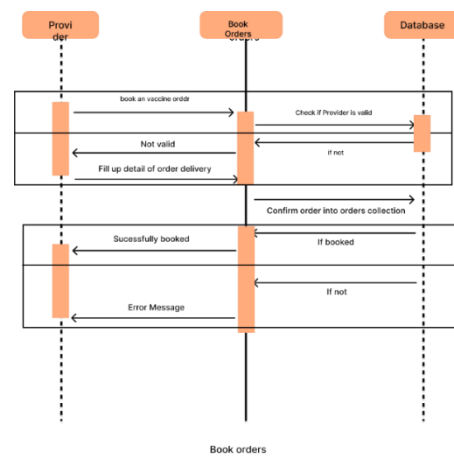 Provi
der
Book
Orders
orders
Database
book an vaccine orddr
Check if Provider is valid
Not valid
if not
Fill up detail of order delivery
Confirm order into orders collection
Sucessfully booked
If booked
If not
Error Message
Book orders